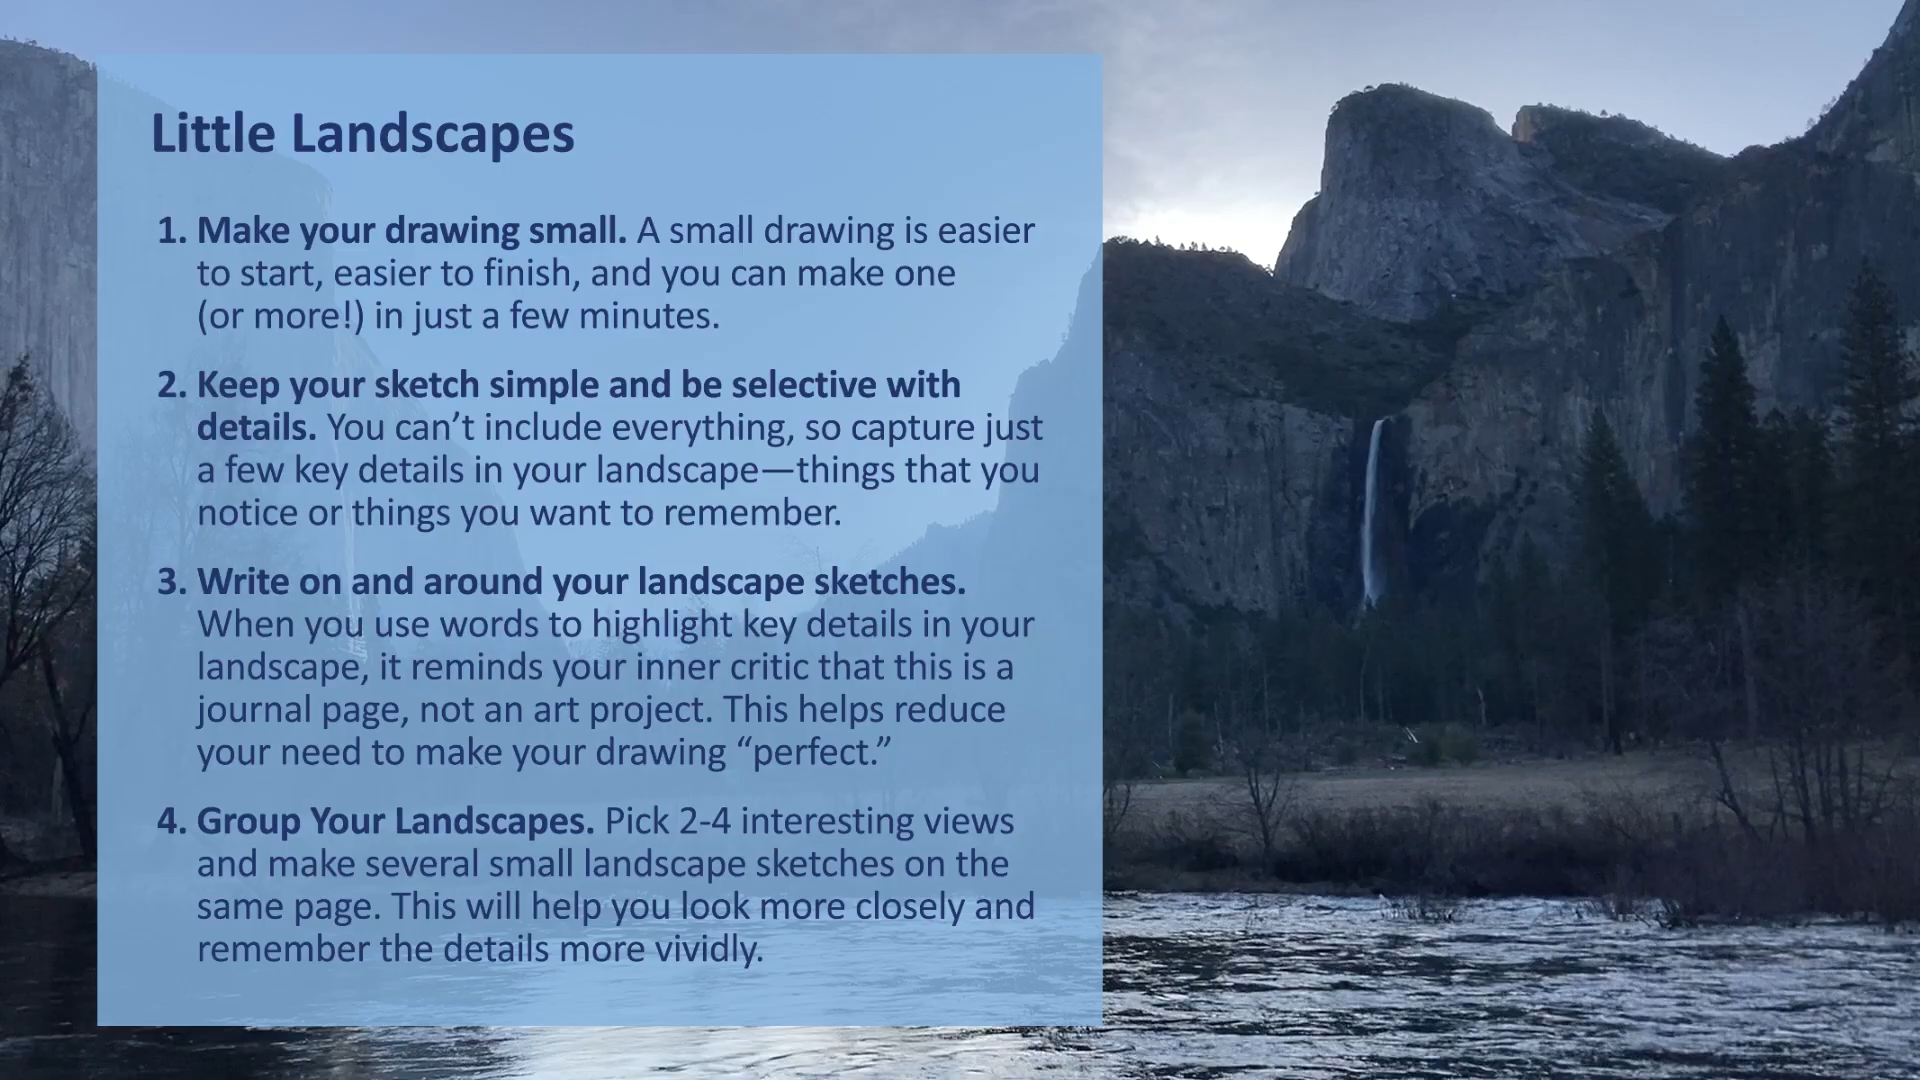 Little Landscapes
1. Make your drawing small. A small drawing is easier
to start, easier to finish, and you can make one
(or more!) in just a few minutes.
2. Keep your sketch simple and be selective with
details. You can’t include everything, so capture just
a few key details in your landscape—things that you
notice or things you want to remember.
3. Write on and around your landscape sketches.
When you use words to highlight key details in your
landscape, it reminds your inner critic that this is a
journal page, not an art project. This helps reduce
your need to make your drawing “perfect.”
4. Group Your Landscapes. Pick 2-4 interesting views
and make several small landscape sketches on the
same page. This will help you look more closely and
remember the details more vividly.